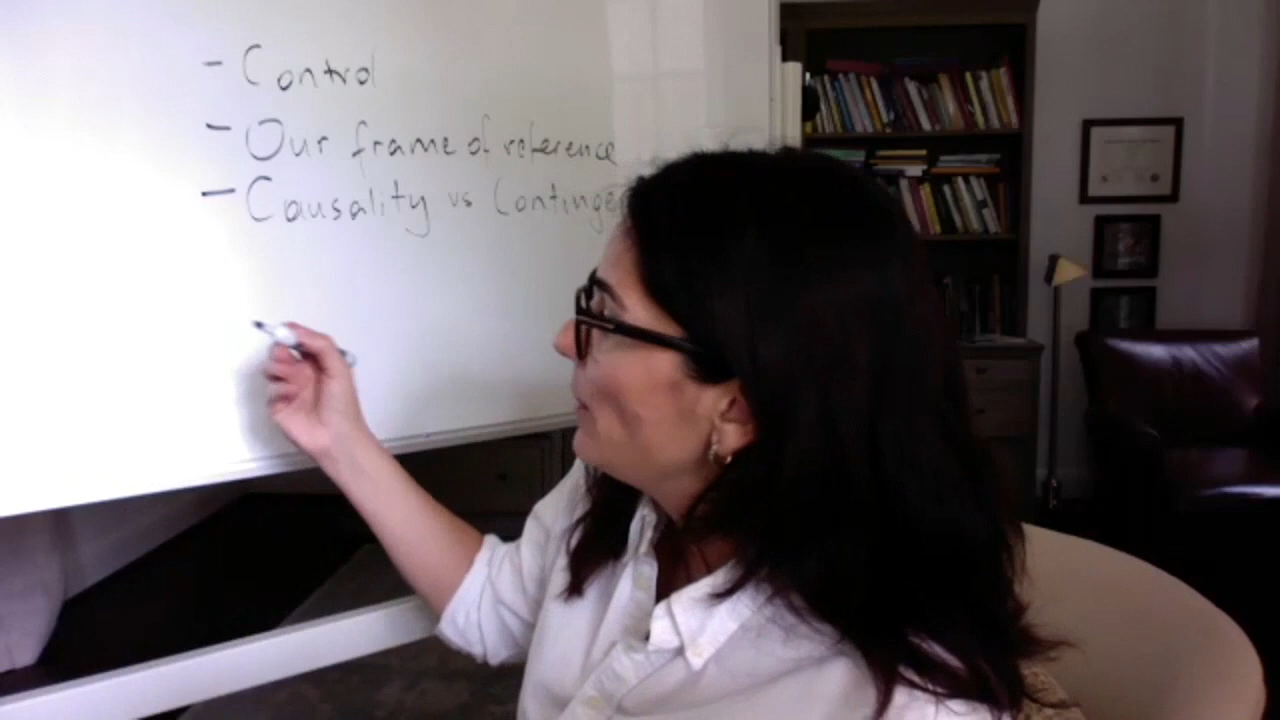 - Control
- Our frame of reference
- Causality vs